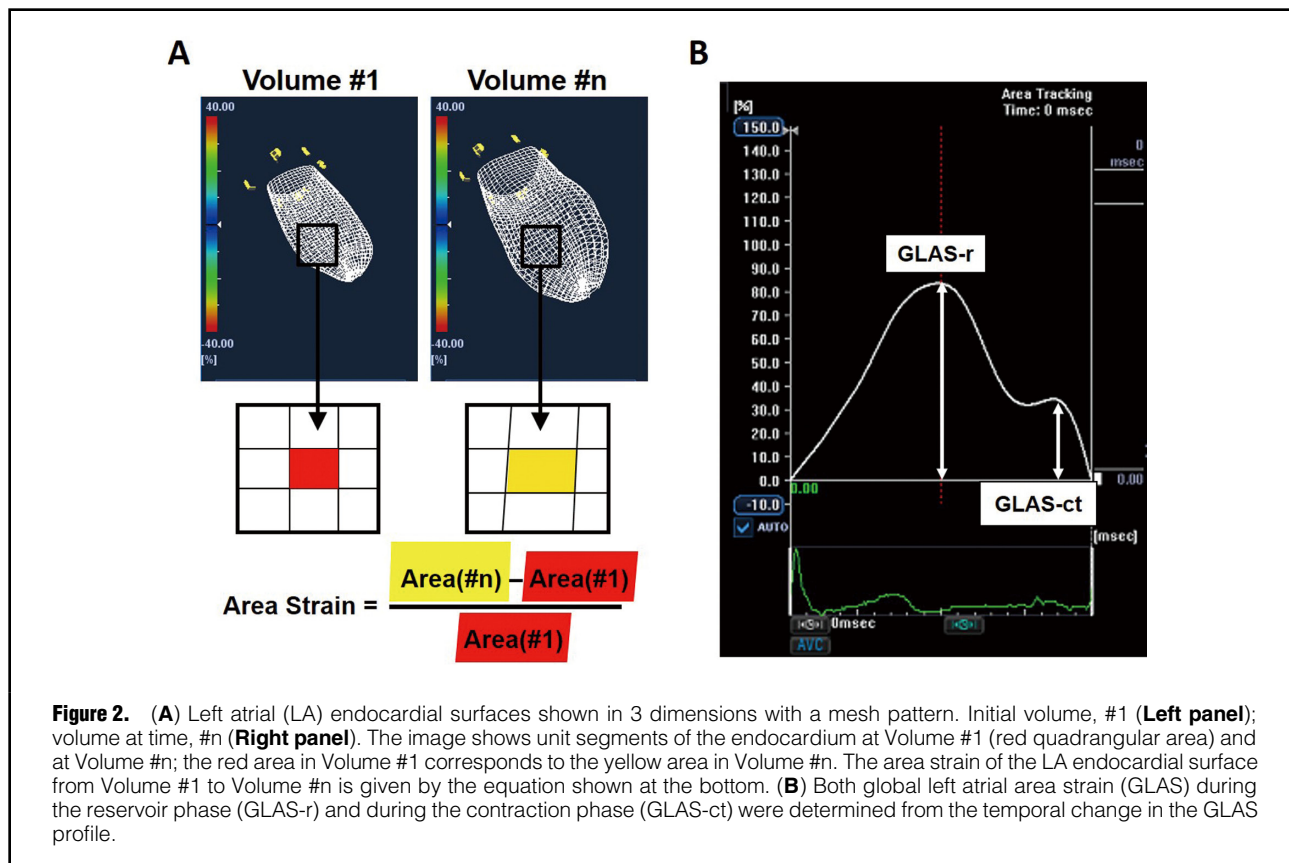 A
Volume #1
Volume #n
40.00
40.00
-40.00
[%]
-40.00
[%]
Area Strain =
Area(#n) – Area(#1)
Area(#1)
B
Area Tracking
Time: 0 msec
[%]
150.0
140.0
130.0
120.0
110.0
100.0
90.0
80.0
70.0
60.0
50.0
40.0
30.0
20.0
10.0
0.0
-10.0
AUTO
0
msec
GLAS-r
GLAS-ct
0.00
0.00
[msec]
0msec
AVC
Figure 2. (A) Left atrial (LA) endocardial surfaces shown in 3 dimensions with a mesh pattern. Initial volume, #1 (Left panel);
volume at time, #n (Right panel). The image shows unit segments of the endocardium at Volume #1 (red quadrangular area) and
at Volume #n; the red area in Volume #1 corresponds to the yellow area in Volume #n. The area strain of the LA endocardial surface
from Volume #1 to Volume #n is given by the equation shown at the bottom. (B) Both global left atrial area strain (GLAS) during
the reservoir phase (GLAS-r) and during the contraction phase (GLAS-ct) were determined from the temporal change in the GLAS
profile.